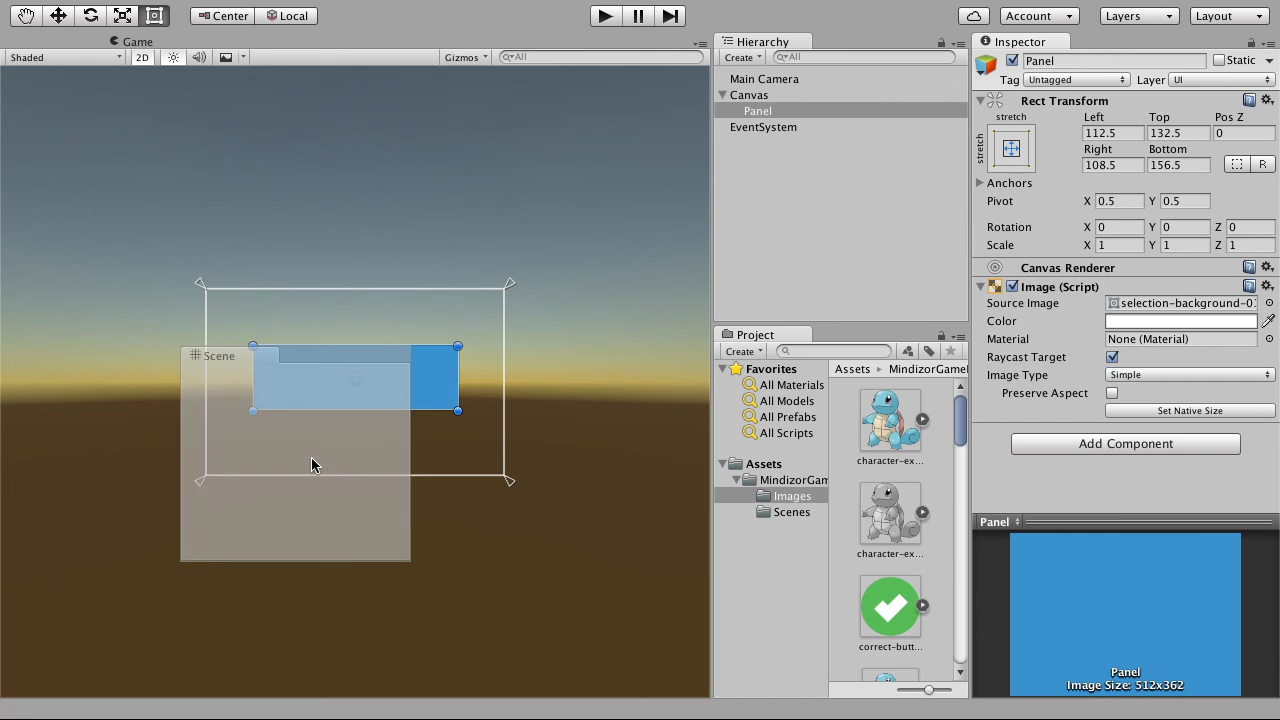 Center Local Account Layers Layout
Game Hierarchy Inspector
Shaded 2D Gizmos All Create All Panel Static
Tag Untagged Layer UI
Main Camera
Canvas
Panel
EventSystem
Rect Transform
stretch Left Top Pos Z
stretch 112.5 132.5 0
Right Bottom
108.5 156.5 R
Anchors
Pivot X 0.5 Y 0.5
Rotation X 0 Y 0 Z 0
Scale X 1 Y 1 Z 1
Canvas Renderer
Image (Script)
Source Image selection-background-01
Color
Material None (Material)
Raycast Target
Image Type Simple
Preserve Aspect
Set Native Size
Add Component
Scene
Project
Create
Favorites
All Materials
All Models
All Prefabs
All Scripts
Assets
MindizorGam
Images
Scenes
Assets MindizorGame
character-ex...
character-ex...
correct-butt...
Panel
Panel
Image Size: 512x362